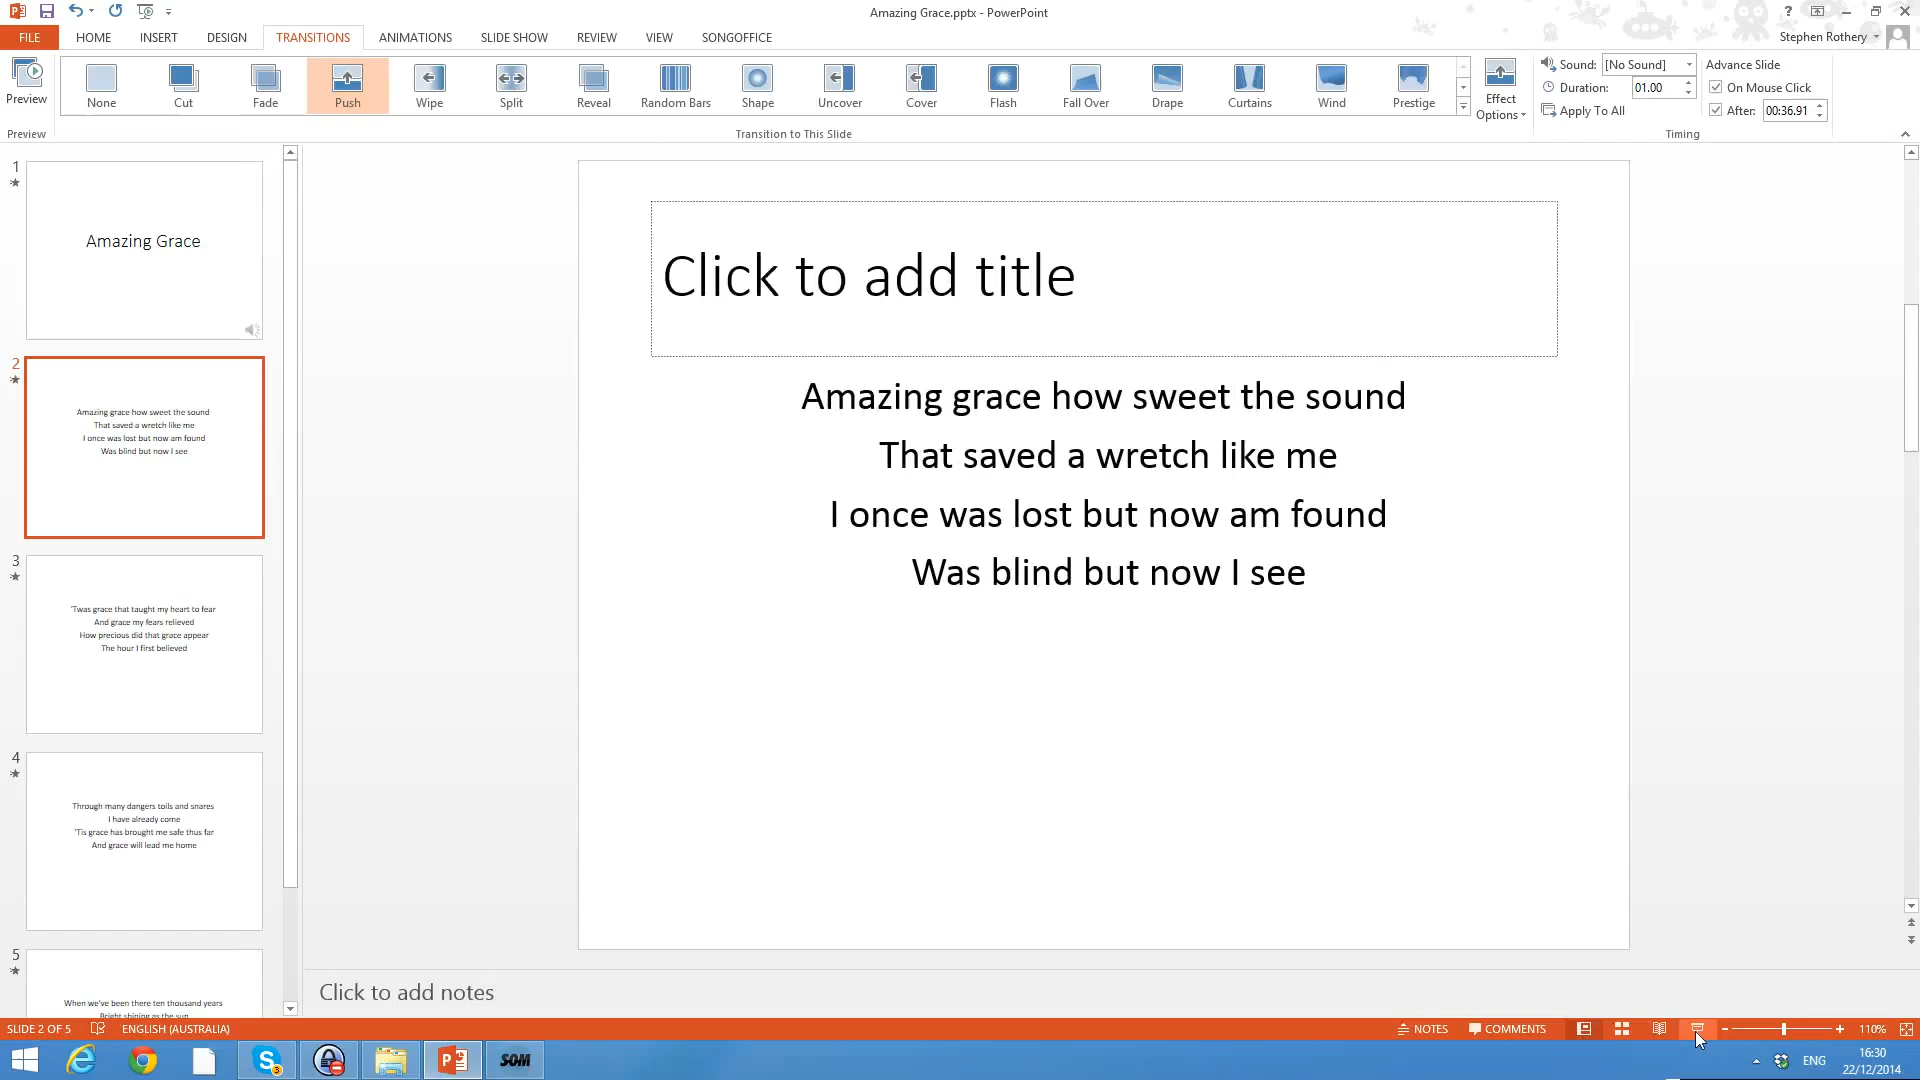 Amazing Grace.pptx - PowerPoint
?
FILE
HOME
INSERT
DESIGN
TRANSITIONS
ANIMATIONS
SLIDE SHOW
REVIEW
VIEW
SONGOFFICE
Stephen Rothery
Preview
None
Cut
Fade
Push
Wipe
Split
Reveal
Random Bars
Shape
Uncover
Cover
Flash
Fall Over
Drape
Curtains
Wind
Prestige
Effect
Options
Sound: [No Sound]
Duration: 01.00
Apply To All
Advance Slide
On Mouse Click
After: 00:36.91
Preview
Transition to This Slide
Timing
1
Amazing Grace
2
Amazing grace how sweet the sound
That saved a wretch like me
I once was lost but now am found
Was blind but now I see
3
'Twas grace that taught my heart to fear
And grace my fears relieved
How precious did that grace appear
The hour I first believed
4
Through many dangers toils and snares
I have already come
'Tis grace has brought me safe thus far
And grace will lead me home
5
When we've been there ten thousand years
Bright shining as the sun
Click to add title
Amazing grace how sweet the sound
That saved a wretch like me
I once was lost but now am found
Was blind but now I see
Click to add notes
SLIDE 2 OF 5
ENGLISH (AUSTRALIA)
NOTES
COMMENTS
110%
3
SOM
ENG
16:30
22/12/2014